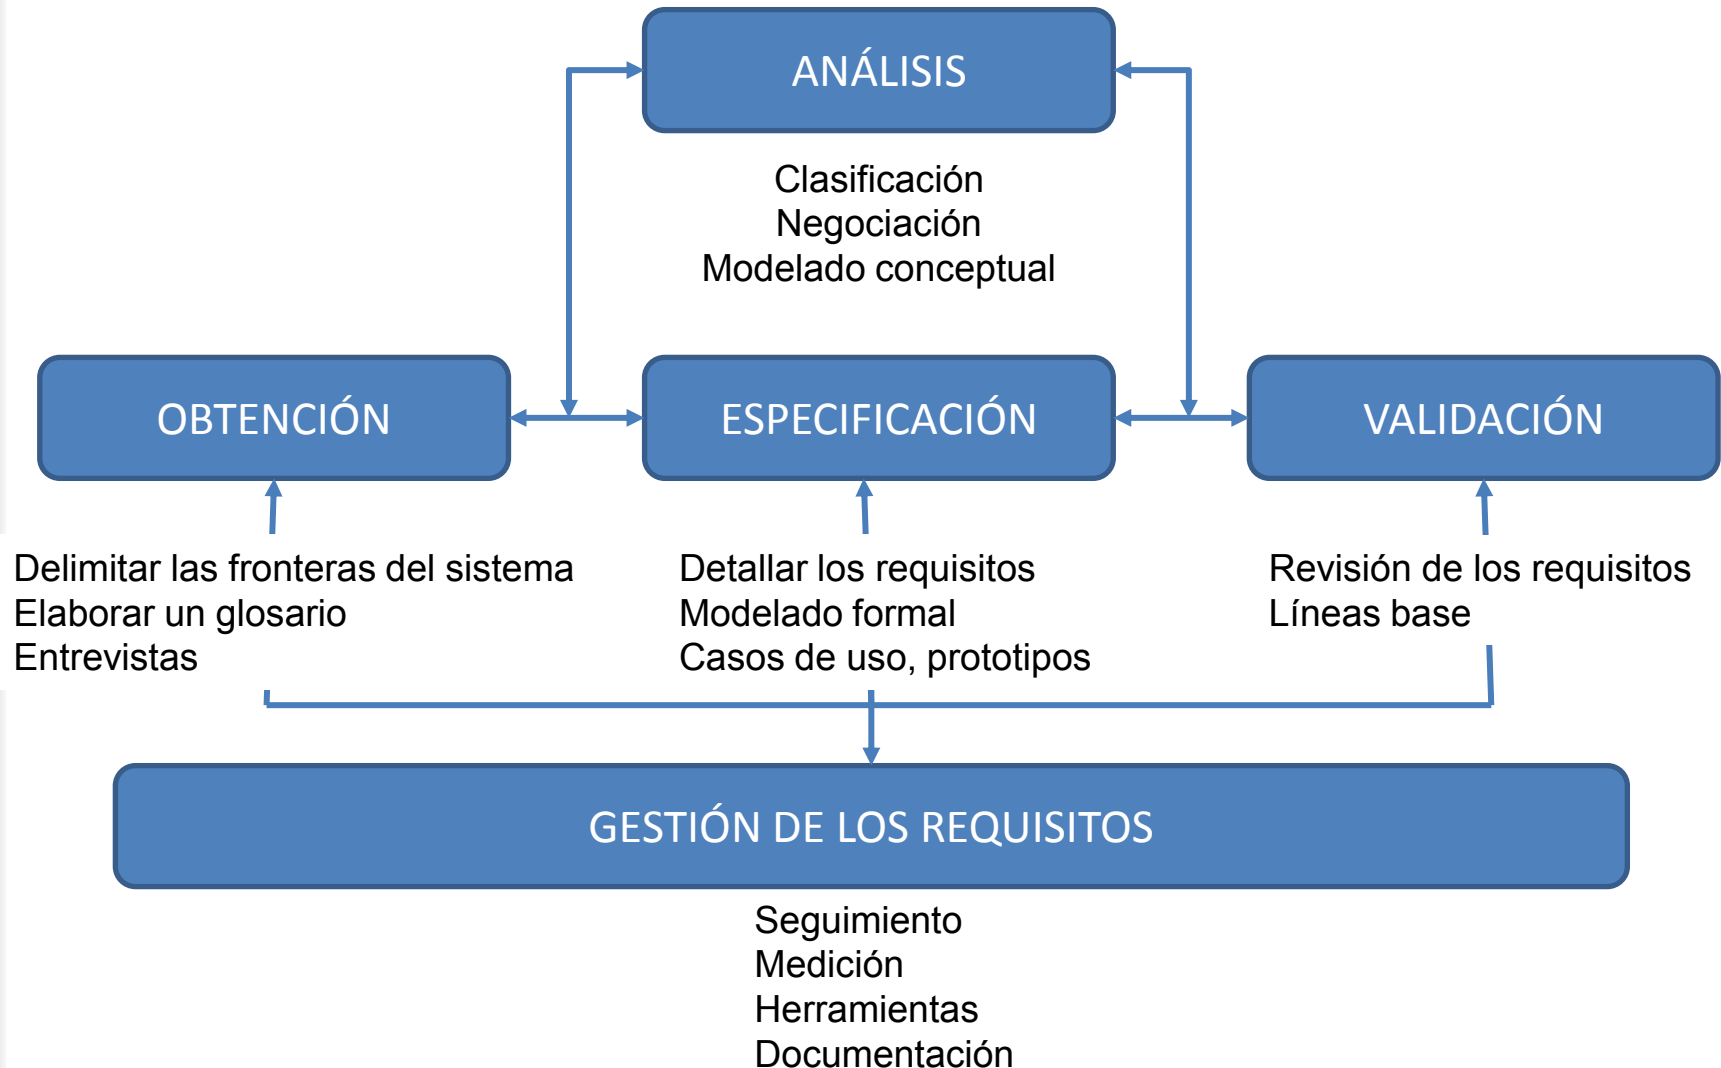 ANÁLISIS
Clasificación
Negociación
Modelado conceptual
OBTENCIÓN
ESPECIFICACIÓN
VALIDACIÓN
Delimitar las fronteras del sistema
Elaborar un glosario
Entrevistas
Detallar los requisitos
Modelado formal
Casos de uso, prototipos
Revisión de los requisitos
Líneas base
GESTIÓN DE LOS REQUISITOS
Seguimiento
Medición
Herramientas
Documentación